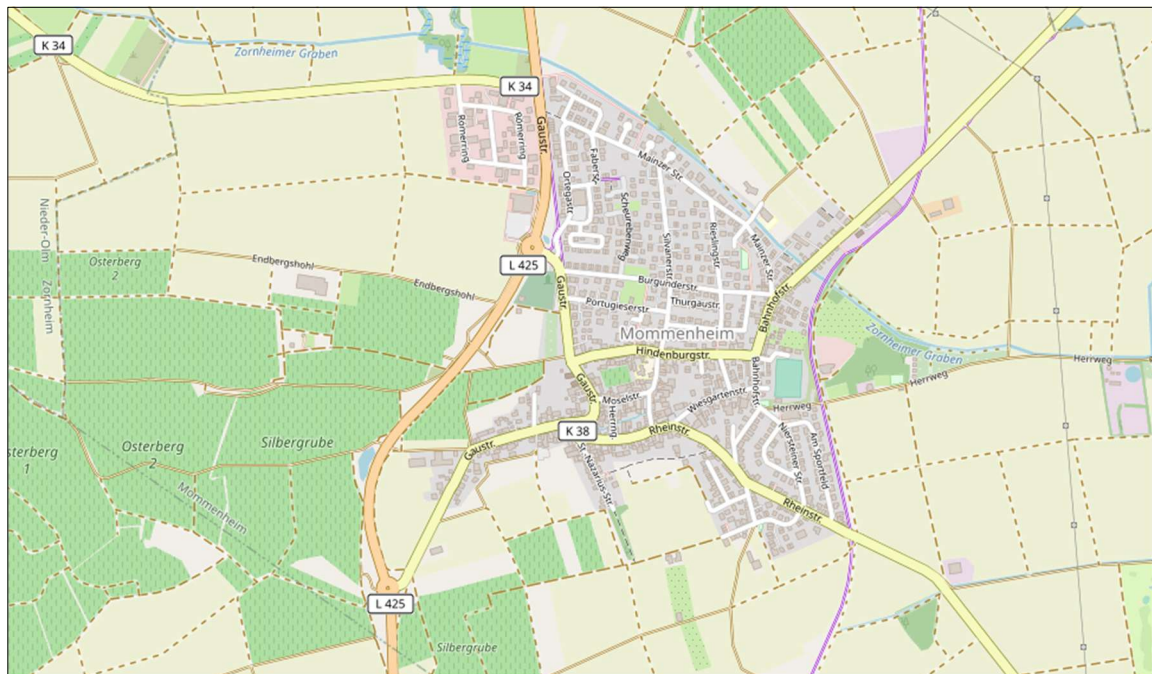 K 34
Zornheimer Graben
K 34
Gaustr.
Römerring
Römerring
Mainzer Str.
Faberstr.
Ortegastr.
Scheurebenweg
Silvanerstr.
Rieslingstr.
Mainzer Str.
Nieder-Olm
Zornheim
Osterberg
2
Endbergshohl
Endbergshohl
L 425
Gaustr.
Burgunderstr.
Portugieserstr.
Thurgaustr.
Bahnhofstr.
Mommenheim
Hindenburgstr.
Zornheimer Graben
Herrweg
Herrweg
Bahnhofstr.
Gaustr.
Moselstr.
Herrng.
Wiesgartenstr.
Herrweg
K 38
Rheinstr.
Gaustr.
St.-Nazarius-Str.
Niersteiner Str.
Am Sportfeld
Silbergrube
Osterberg
2
sterberg
1
Mommenheim
Rheinstr.
L 425
Silbergrube